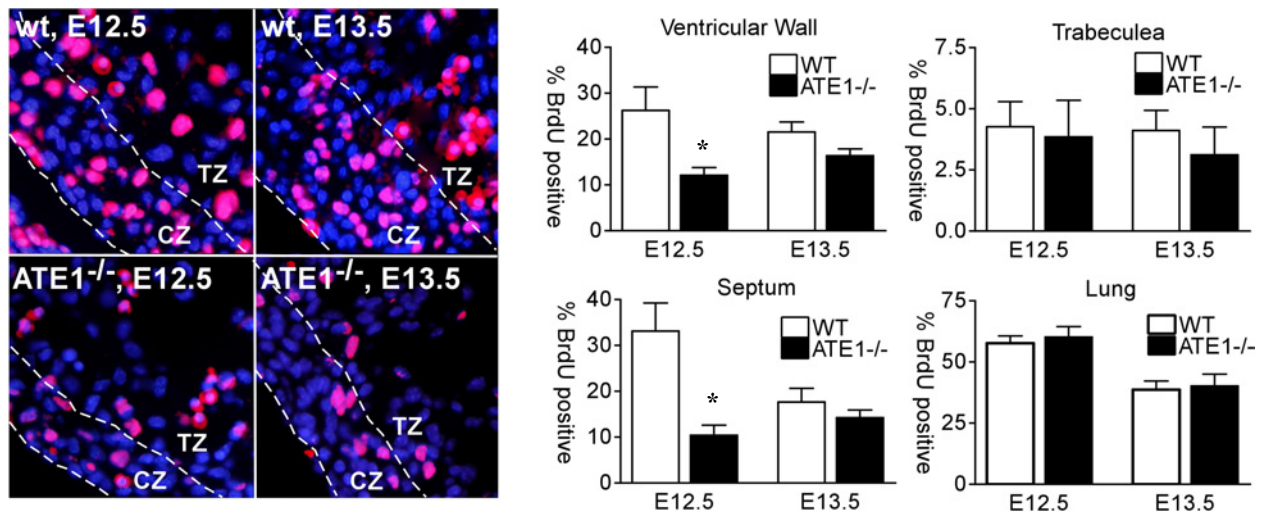 wt, E12.5
TZ
CZ
wt, E13.5
TZ
CZ
ATE1-/-, E12.5
TZ
CZ
ATE1-/-, E13.5
TZ
CZ
Ventricular Wall
% BrdU positive
40
30
20
10
0
WT
ATE1-/-
*
E12.5
E13.5
Trabeculea
% BrdU positive
7.5
5.0
2.5
0.0
WT
ATE1-/-
E12.5
E13.5
Septum
% BrdU positive
40
30
20
10
0
WT
ATE1-/-
*
E12.5
E13.5
Lung
% BrdU positive
75
50
25
0
WT
ATE1-/-
E12.5
E13.5